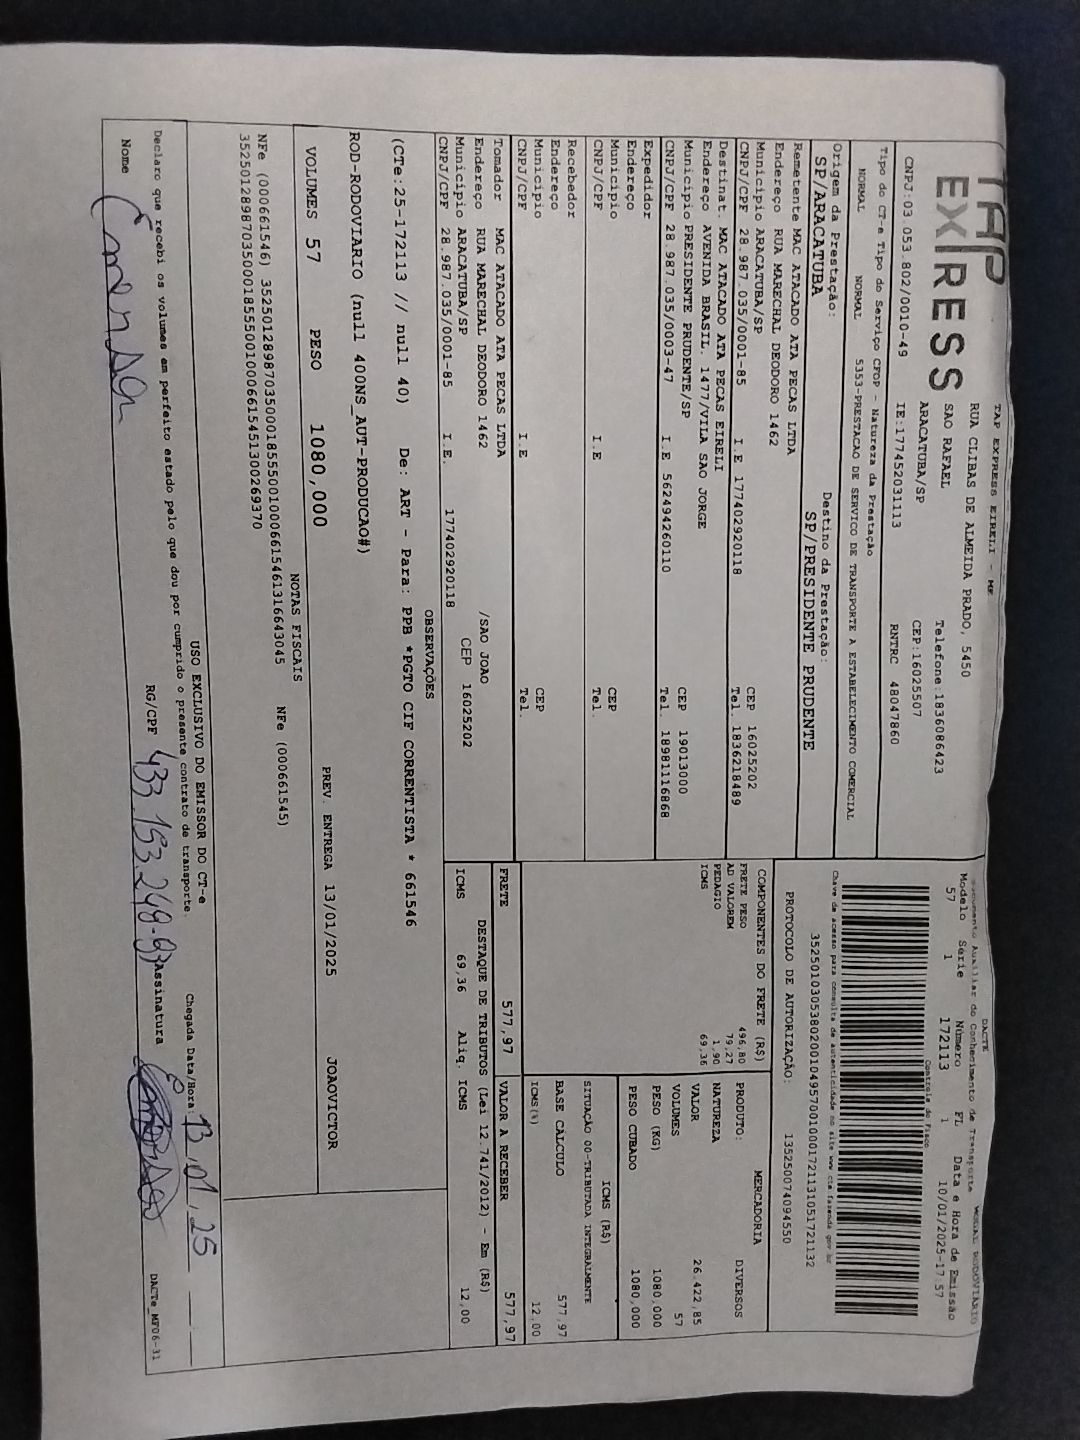 TAP
EXPRESS
TAP EXPRESS EIRELI - ME
RUA CLIBAS DE ALMEIDA PRADO, 5450
SAO RAFAEL Telefone:1836086423
ARACATUBA/SP CEP:16025507
CNPJ:03.053.802/0010-49 IE:177452031113 RNTRC 48047860
DACTE
Documento Auxiliar do Conhecimento de Transporte MODAL RODOVIÁRIO
Modelo Série Número FL Data e Hora de Emissão
57 1 172113 1 10/01/2025-17:57
Controle do Fisco
Chave de acesso para consulta de autenticidade no site www.cte.fazenda.gov.br
PROTOCOLO DE AUTORIZAÇÃO: 135250074094550
Tipo do CT-e Tipo do Serviço CFOP - Natureza da Prestação
NORMAL NORMAL 5353-PRESTACAO DE SERVICO DE TRANSPORTE A ESTABELECIMENTO COMERCIAL
Origem da Prestação: Destino da Prestação:
SP/ARACATUBA SP/PRESIDENTE PRUDENTE
Remetente MAC ATACADO ATA PECAS LTDA
Endereço RUA MARECHAL DEODORO 1462
Município ARACATUBA/SP CEP 16025202
CNPJ/CPF 28.987.035/0001-85 I.E 177402920118 Tel. 1836218489
Destinat. MAC ATACADO ATA PECAS EIRELI
Endereço AVENIDA BRASIL. 1477/VILA SAO JORGE
Município PRESIDENTE PRUDENTE/SP CEP 19013000
CNPJ/CPF 28.987.035/0003-47 I.E 562494260110 Tel. 18981116868
Expedidor
Endereço
Município CEP
CNPJ/CPF I.E Tel.
Recebedor
Endereço
Município CEP
CNPJ/CPF I.E Tel.
Tomador MAC ATACADO ATA PECAS LTDA
Endereço RUA MARECHAL DEODORO 1462 /SAO JOAO
Município ARACATUBA/SP CEP 16025202
CNPJ/CPF 28.987.035/0001-85 I.E. 177402920118
COMPONENTES DO FRETE (R$)
FRETE PESO 496,80
AD VALOREM 79,27
PEDAGIO 1,90
ICMS 69,36
MERCADORIA
PRODUTO: DIVERSOS
NATUREZA
VALOR 26.422,85
VOLUMES 57
PESO (KG) 1080,000
PESO CUBADO 1080,000
ICMS (R$)
SITUAÇÃO 00-TRIBUTADA INTEGRALMENTE
BASE CÁLCULO 577,97
ICMS(%) 12,00
FRETE 577,97 VALOR A RECEBER 577,97
DESTAQUE DE TRIBUTOS (Lei 12.741/2012) - Em (R$)
ICMS 69,36 Aliq. ICMS 12,00
OBSERVAÇÕES
(CTe:25-172113 // null 40) De: ART - Para: PPB *PGTO CIF CORRENTISTA * 661546
ROD-RODOVIARIO (null 400NS_AUT-PRODUCAO#)
VOLUMES 57 PESO 1080,000 PREV. ENTREGA 13/01/2025 JOAOVICTOR
NOTAS FISCAIS
NFe (000661546) 35250128987035000185550010006615461316643045 NFe (000661545)
35250128987035000185550010006615451300269370
USO EXCLUSIVO DO EMISSOR DO CT-e
Declaro que recebi os volumes em perfeito estado pelo que dou por cumprido o presente contrato de transporte. Chegada Data/Hora 13,01,25
Nome RG/CPF 433.153.248-93 Assinatura
DACTe_MF06-31